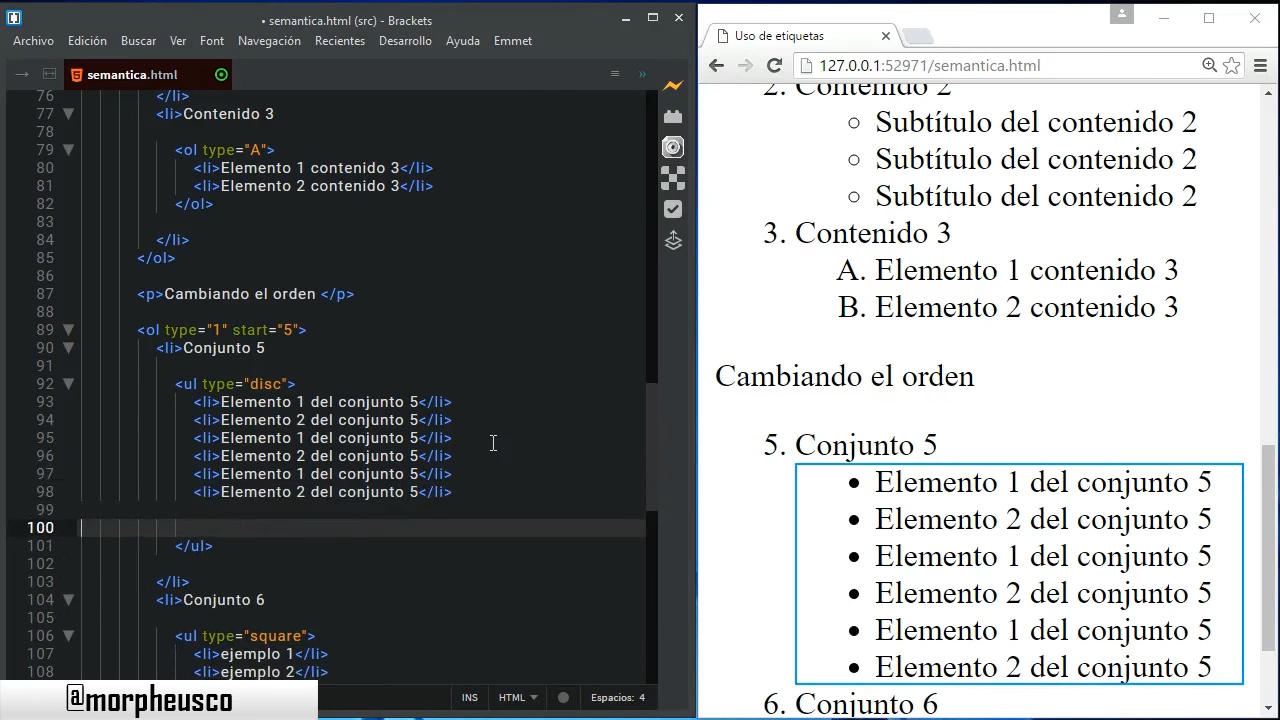 • semantica.html (src) - Brackets
Archivo Edición Buscar Ver Font Navegación Recientes Desarrollo Ayuda Emmet
semantica.html
76 </li>
77 <li>Contenido 3
78
79 <ol type="A">
80 <li>Elemento 1 contenido 3</li>
81 <li>Elemento 2 contenido 3</li>
82 </ol>
83
84 </li>
85 </ol>
86
87 <p>Cambiando el orden </p>
88
89 <ol type="1" start="5">
90 <li>Conjunto 5
91
92 <ul type="disc">
93 <li>Elemento 1 del conjunto 5</li>
94 <li>Elemento 2 del conjunto 5</li>
95 <li>Elemento 1 del conjunto 5</li>
96 <li>Elemento 2 del conjunto 5</li>
97 <li>Elemento 1 del conjunto 5</li>
98 <li>Elemento 2 del conjunto 5</li>
99
100
101 </ul>
102
103 </li>
104 <li>Conjunto 6
105
106 <ul type="square">
107 <li>ejemplo 1</li>
108 <li>ejemplo 2</li>
@morpheusco
INS HTML Espacios: 4
Uso de etiquetas
127.0.0.1:52971/semantica.html
2. Contenido 2
Subtítulo del contenido 2
Subtítulo del contenido 2
Subtítulo del contenido 2
3. Contenido 3
A. Elemento 1 contenido 3
B. Elemento 2 contenido 3
Cambiando el orden
5. Conjunto 5
Elemento 1 del conjunto 5
Elemento 2 del conjunto 5
Elemento 1 del conjunto 5
Elemento 2 del conjunto 5
Elemento 1 del conjunto 5
Elemento 2 del conjunto 5
6. Conjunto 6